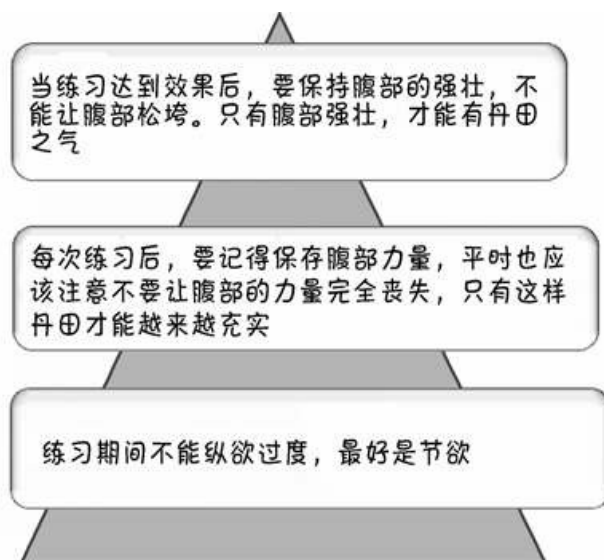 当练习达到效果后，要保持腹部的强壮，不
能让腹部松垮。只有腹部强壮，才能有丹田
之气
每次练习后，要记得保存腹部力量，平时也应
该注意不要让腹部的力量完全丧失，只有这样
丹田才能越来越充实
练习期间不能纵欲过度，最好是节欲